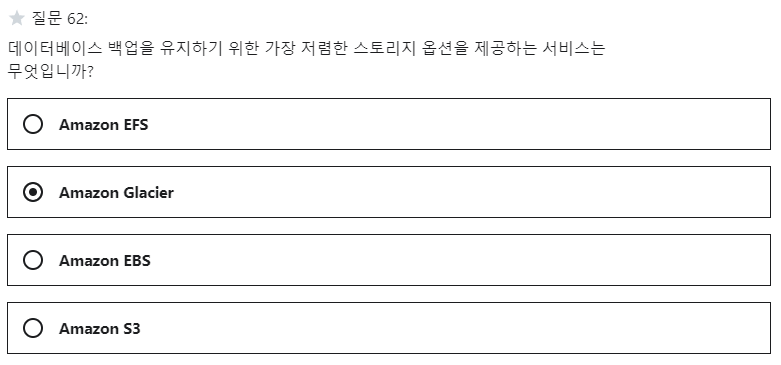 질문 62:
데이터베이스 백업을 유지하기 위한 가장 저렴한 스토리지 옵션을 제공하는 서비스는
무엇입니까?
Amazon EFS
Amazon Glacier
Amazon EBS
Amazon S3